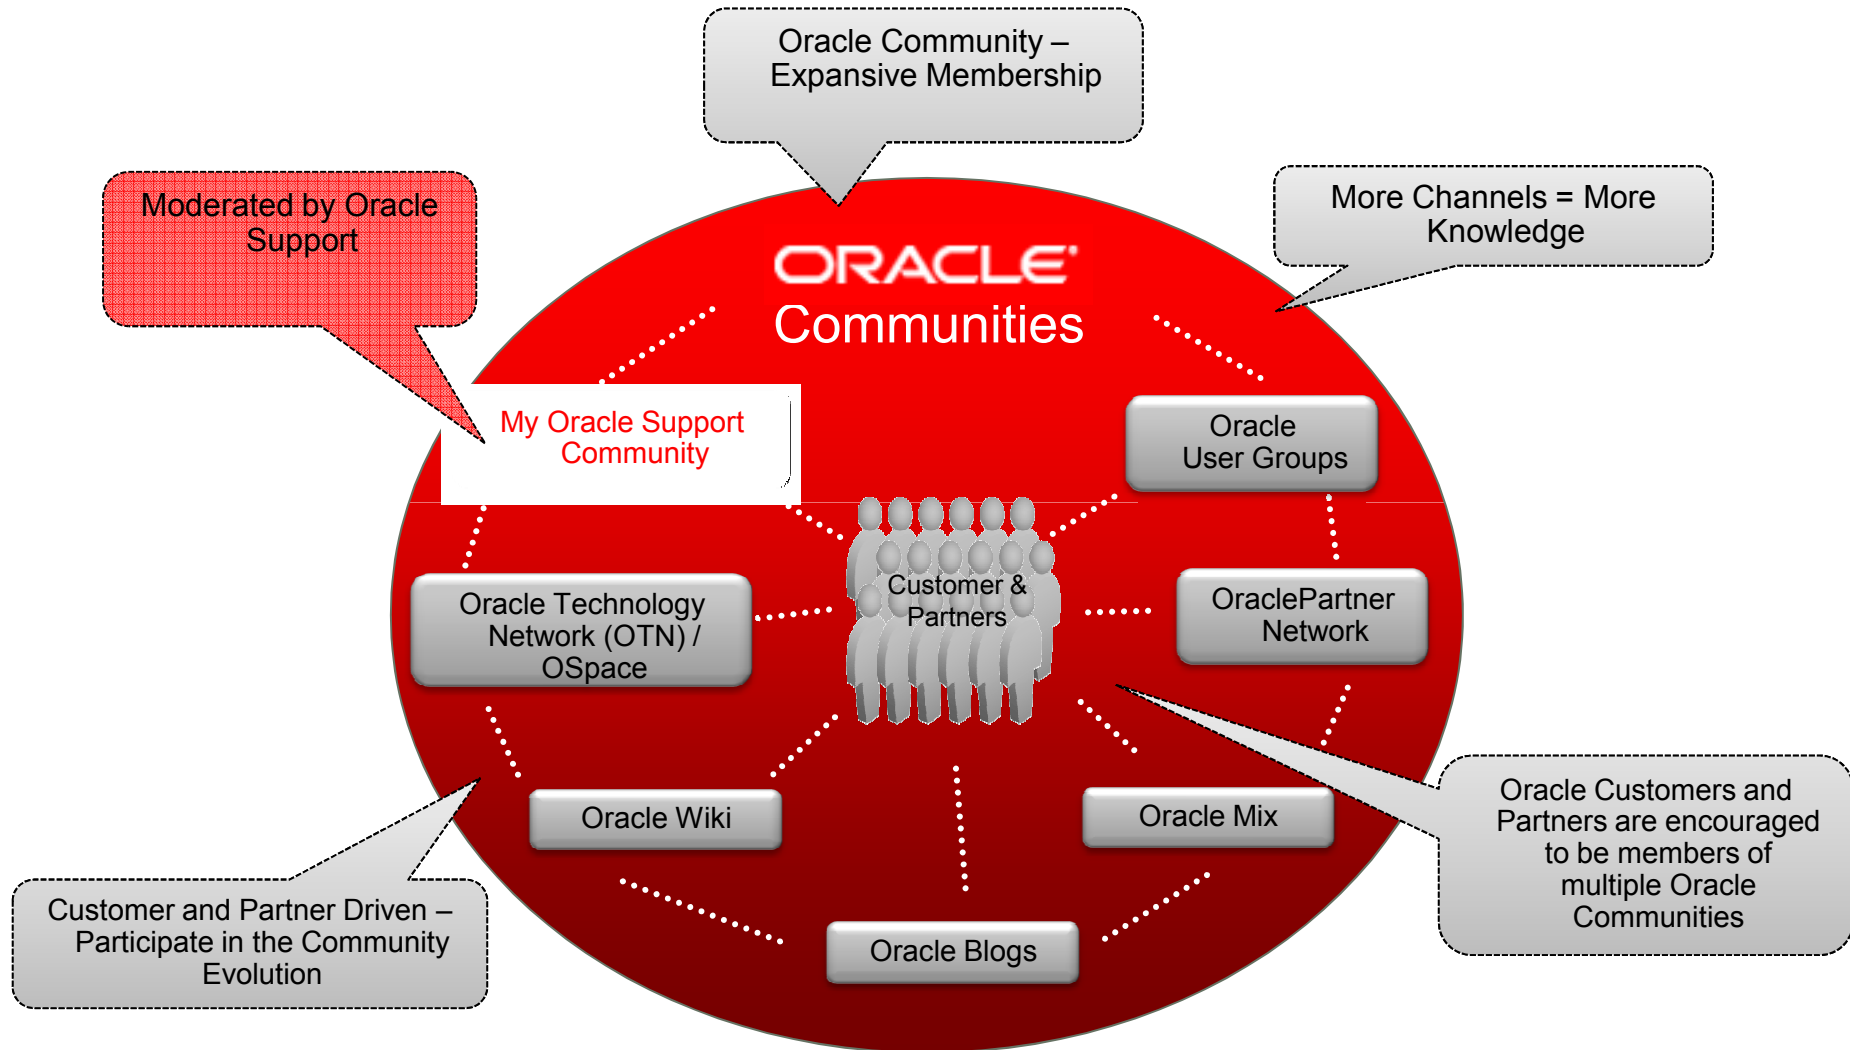 Oracle Community –
Expansive Membership
Moderated by Oracle
Support
More Channels = More
Knowledge
ORACLE®
Communities
My Oracle Support
Community
Oracle
User Groups
Customer &
Partners
Oracle Technology
Network (OTN) /
OSpace
OraclePartner
Network
Oracle Wiki
Oracle Mix
Oracle Blogs
Oracle Customers and
Partners are encouraged
to be members of
multiple Oracle
Communities
Customer and Partner Driven –
Participate in the Community
Evolution